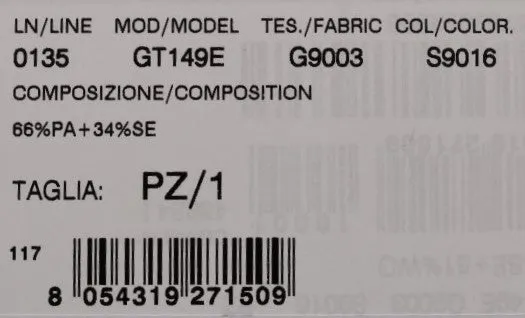 LN/LINE MOD/MODEL TES./FABRIC COL/COLOR.
0135 GT149E G9003 S9016
COMPOSIZIONE/COMPOSITION
66%PA+34%SE
TAGLIA: PZ/1
117
8 054319 271509